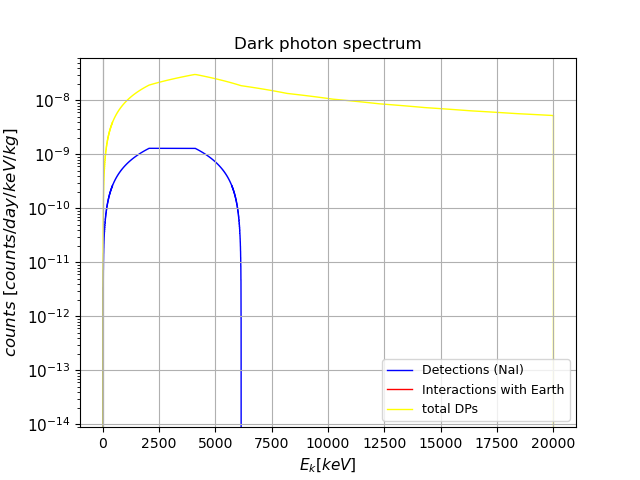 Dark photon spectrum
counts [counts/day/keV/kg]
10⁻⁸
10⁻⁹
10⁻¹⁰
10⁻¹¹
10⁻¹²
10⁻¹³
10⁻¹⁴
Detections (NaI)
Interactions with Earth
total DPs
0 2500 5000 7500 10000 12500 15000 17500 20000
E_k[keV]